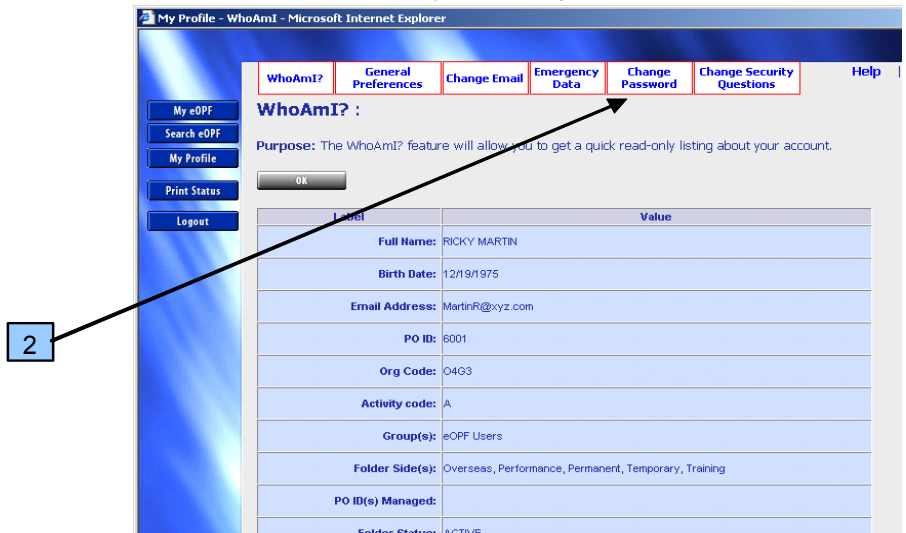 My Profile - WhoAmI - Microsoft Internet Explorer
WhoAmI? General Preferences Change Email Emergency Data Change Password Change Security Questions Help |
My eOPF
Search eOPF
My Profile
Print Status
Logout
WhoAmI? :
Purpose: The WhoAmI? feature will allow you to get a quick read-only listing about your account.
OK
Label Value
Full Name: RICKY MARTIN
Birth Date: 12/19/1975
Email Address: MartinR@xyz.com
PO ID: 6001
Org Code: O4G3
Activity code: A
Group(s): eOPF Users
Folder Side(s): Overseas, Performance, Permanent, Temporary, Training
PO ID(s) Managed:
Folder Status: ACTIVE
2